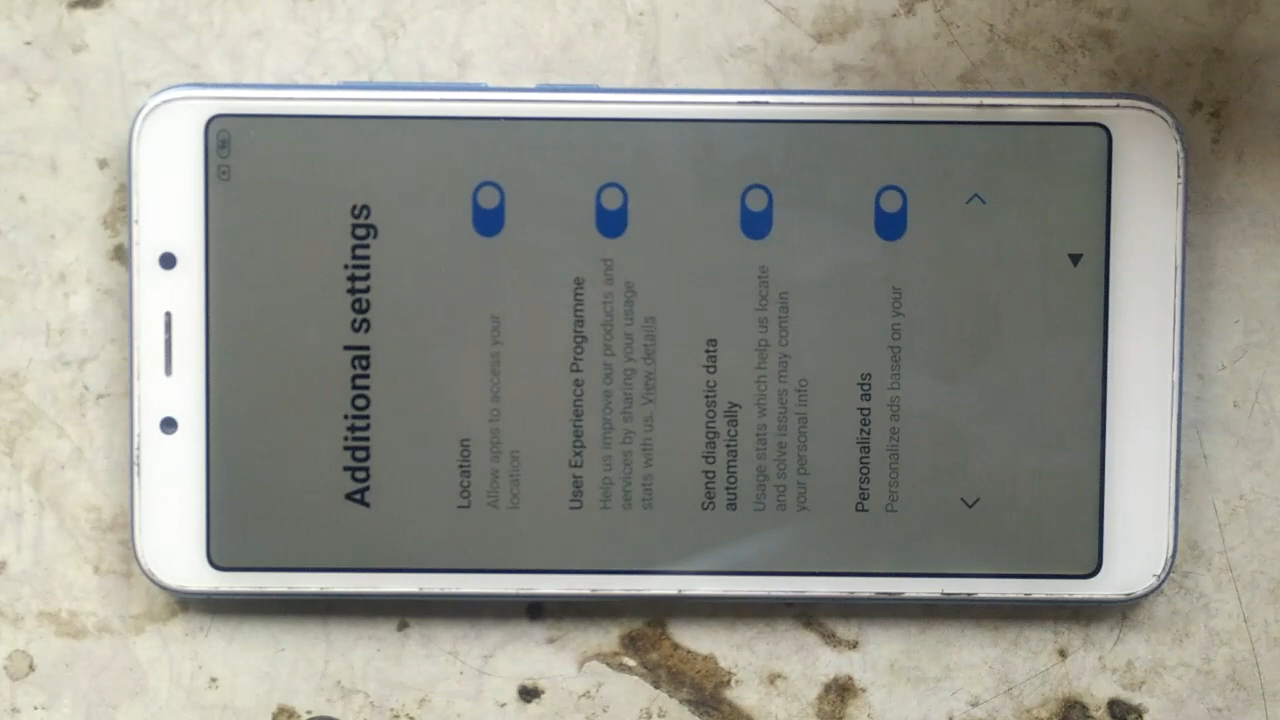 Additional settings
Location
Allow apps to access your
location
User Experience Programme
Help us improve our products and
services by sharing your usage
stats with us. View details
Send diagnostic data
automatically
Usage stats which help us locate
and solve issues may contain
your personal info
Personalized ads
Personalize ads based on your